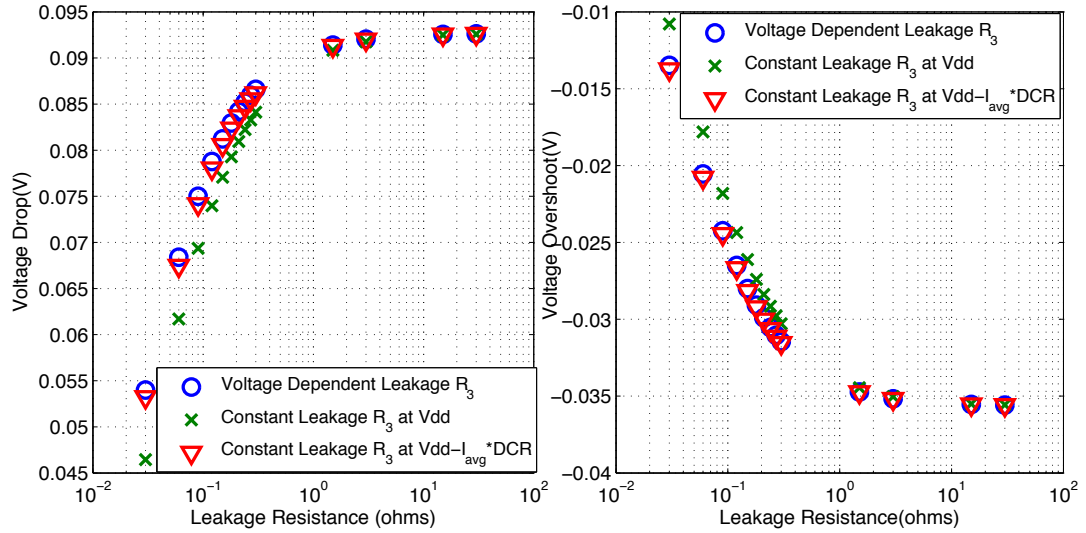 0.095
0.09
0.085
0.08
0.075
0.07
0.065
0.06
0.055
0.05
0.045
Voltage Drop(V)
Voltage Dependent Leakage R3
Constant Leakage R3 at Vdd
Constant Leakage R3 at Vdd−Iavg*DCR
10−2
10−1
100
101
102
Leakage Resistance (ohms)
−0.01
−0.015
−0.02
−0.025
−0.03
−0.035
−0.04
Voltage Overshoot(V)
Voltage Dependent Leakage R3
Constant Leakage R3 at Vdd
Constant Leakage R3 at Vdd−Iavg*DCR
10−2
10−1
100
101
102
Leakage Resistance(ohms)